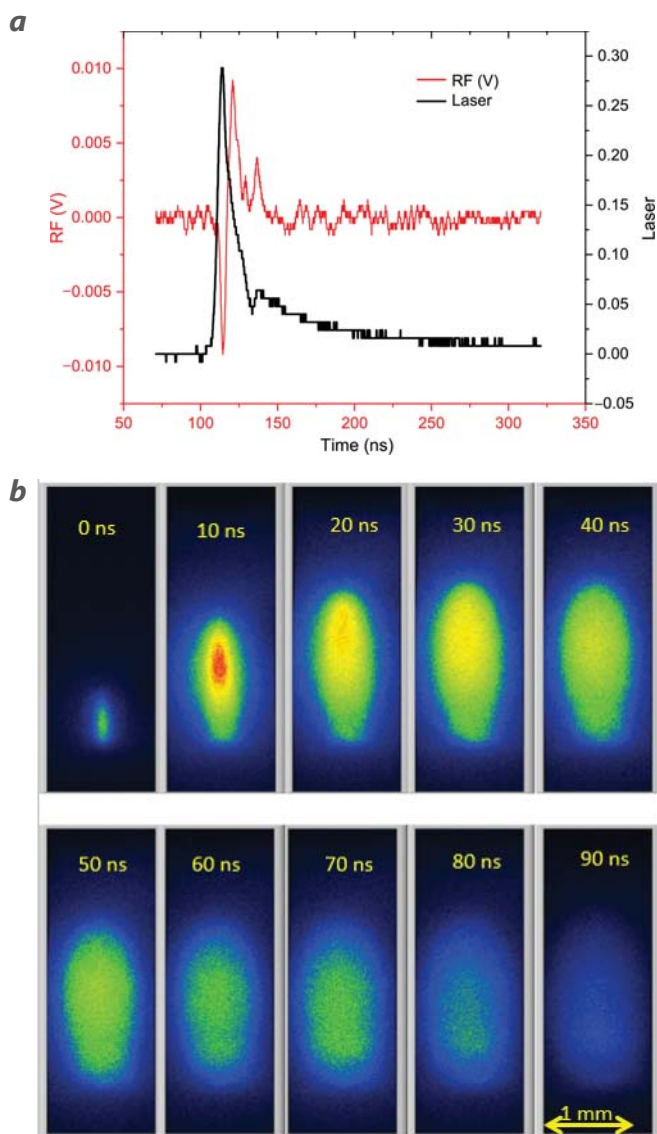 a
RF (V)
Laser
0.010
0.005
0.000
−0.005
−0.010
RF (V)
0.30
0.25
0.20
0.15
0.10
0.05
0.00
−0.05
Laser
50 100 150 200 250 300 350
Time (ns)
b
0 ns 10 ns 20 ns 30 ns 40 ns
50 ns 60 ns 70 ns 80 ns 90 ns
1 mm